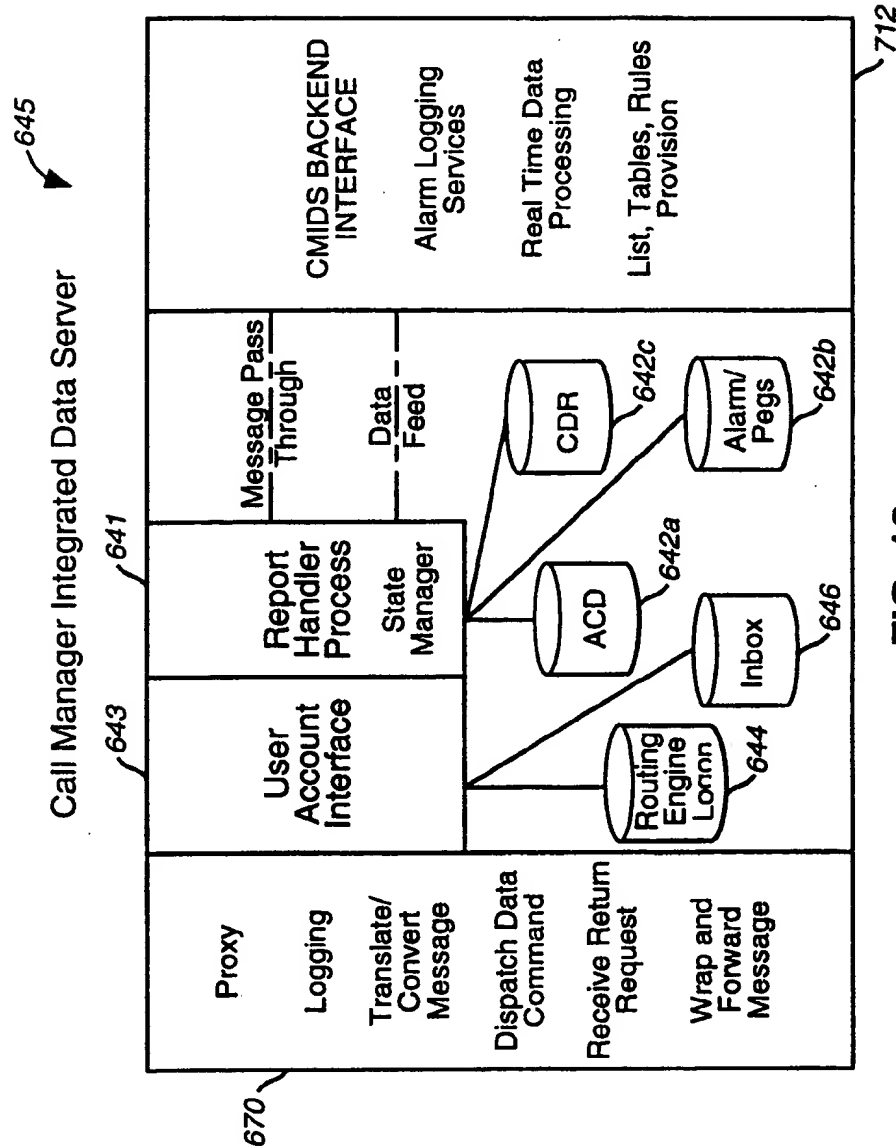 Call Manager Integrated Data Server
645
670
Proxy
Logging
Translate/
Convert
Message
Dispatch Data
Command
Receive Return
Request
Wrap and
Forward
Message
643
User
Account
Interface
641
Report
Handler
Process
State
Manager
Message Pass
Through
Data
Feed
CMIDS BACKEND
INTERFACE
Alarm Logging
Services
Real Time Data
Processing
List, Tables, Rules
Provision
712
Routing
Engine
644
Inbox
646
ACD
642a
CDR
642c
Alarm/
Pegs
642b